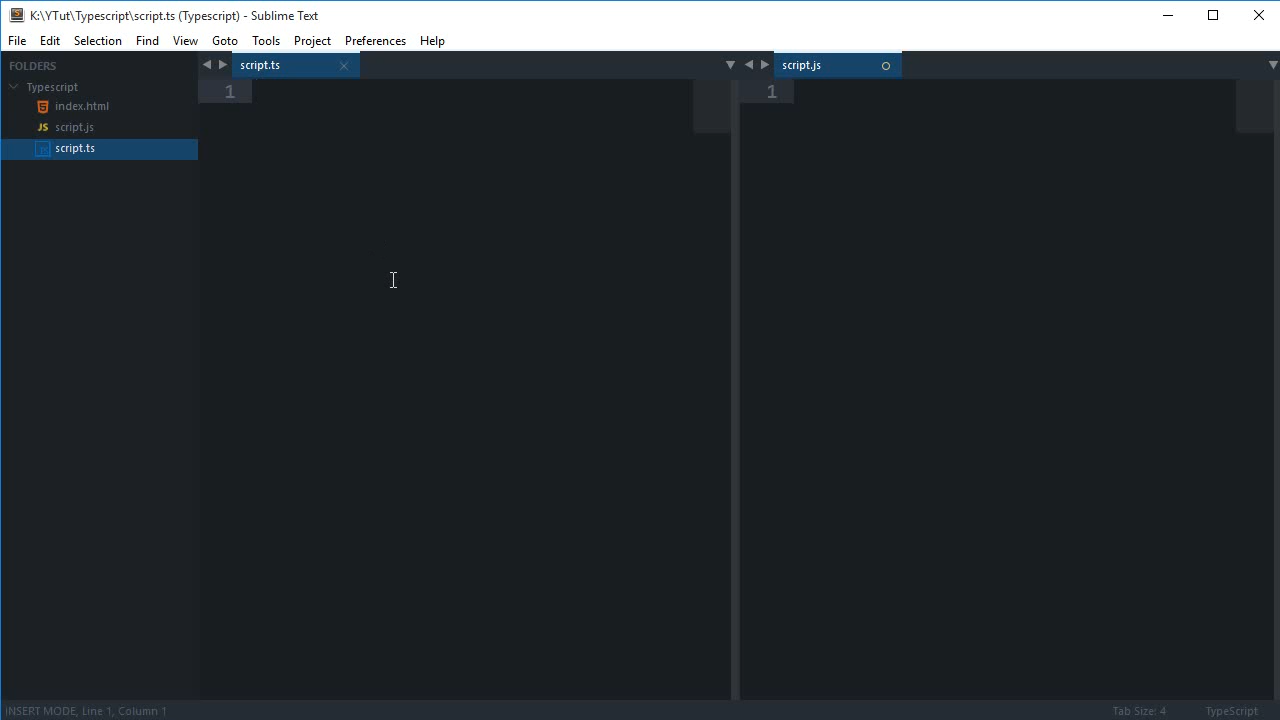 K:\YTut\Typescript\script.ts (Typescript) - Sublime Text
File Edit Selection Find View Goto Tools Project Preferences Help
FOLDERS
Typescript
index.html
JS script.js
script.ts
script.ts
script.js
1
1
INSERT MODE, Line 1, Column 1
Tab Size: 4
TypeScript